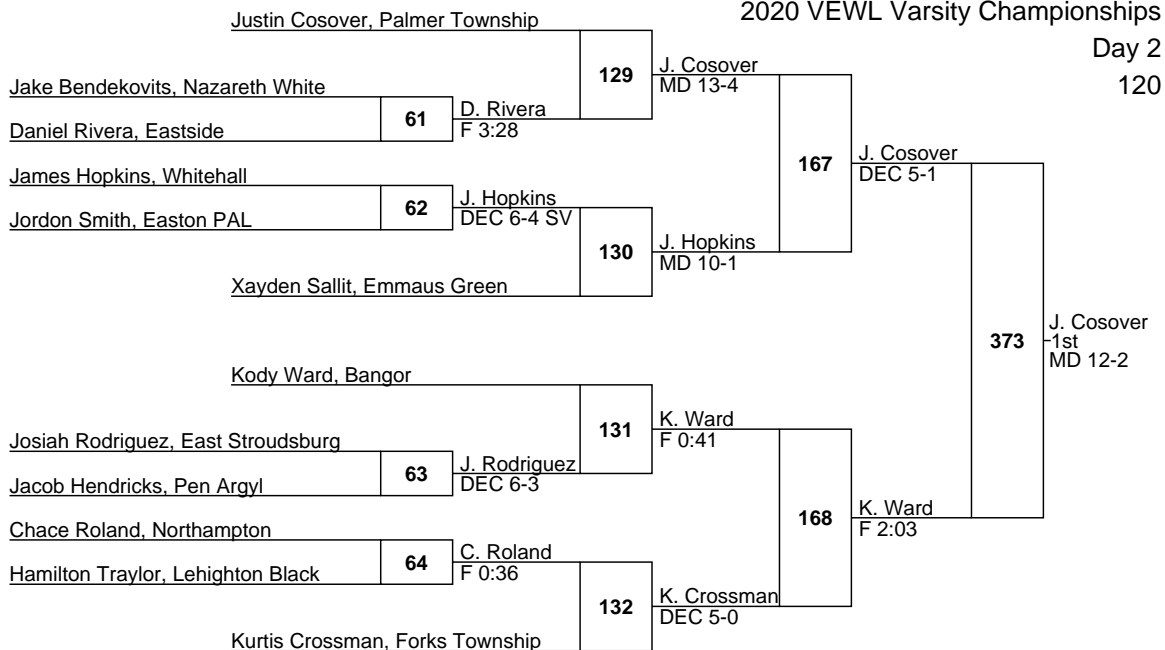 2020 VEWL Varsity Championships
Day 2
120
Justin Cosover, Palmer Township
129
J. Cosover
MD 13-4
Jake Bendekovits, Nazareth White
61
D. Rivera
F 3:28
Daniel Rivera, Eastside
167
J. Cosover
DEC 5-1
James Hopkins, Whitehall
62
J. Hopkins
DEC 6-4 SV
Jordon Smith, Easton PAL
130
J. Hopkins
MD 10-1
Xayden Sallit, Emmaus Green
373
J. Cosover
1st
MD 12-2
Kody Ward, Bangor
131
K. Ward
F 0:41
Josiah Rodriguez, East Stroudsburg
63
J. Rodriguez
DEC 6-3
Jacob Hendricks, Pen Argyl
168
K. Ward
F 2:03
Chace Roland, Northampton
64
C. Roland
F 0:36
Hamilton Traylor, Lehighton Black
132
K. Crossman
DEC 5-0
Kurtis Crossman, Forks Township